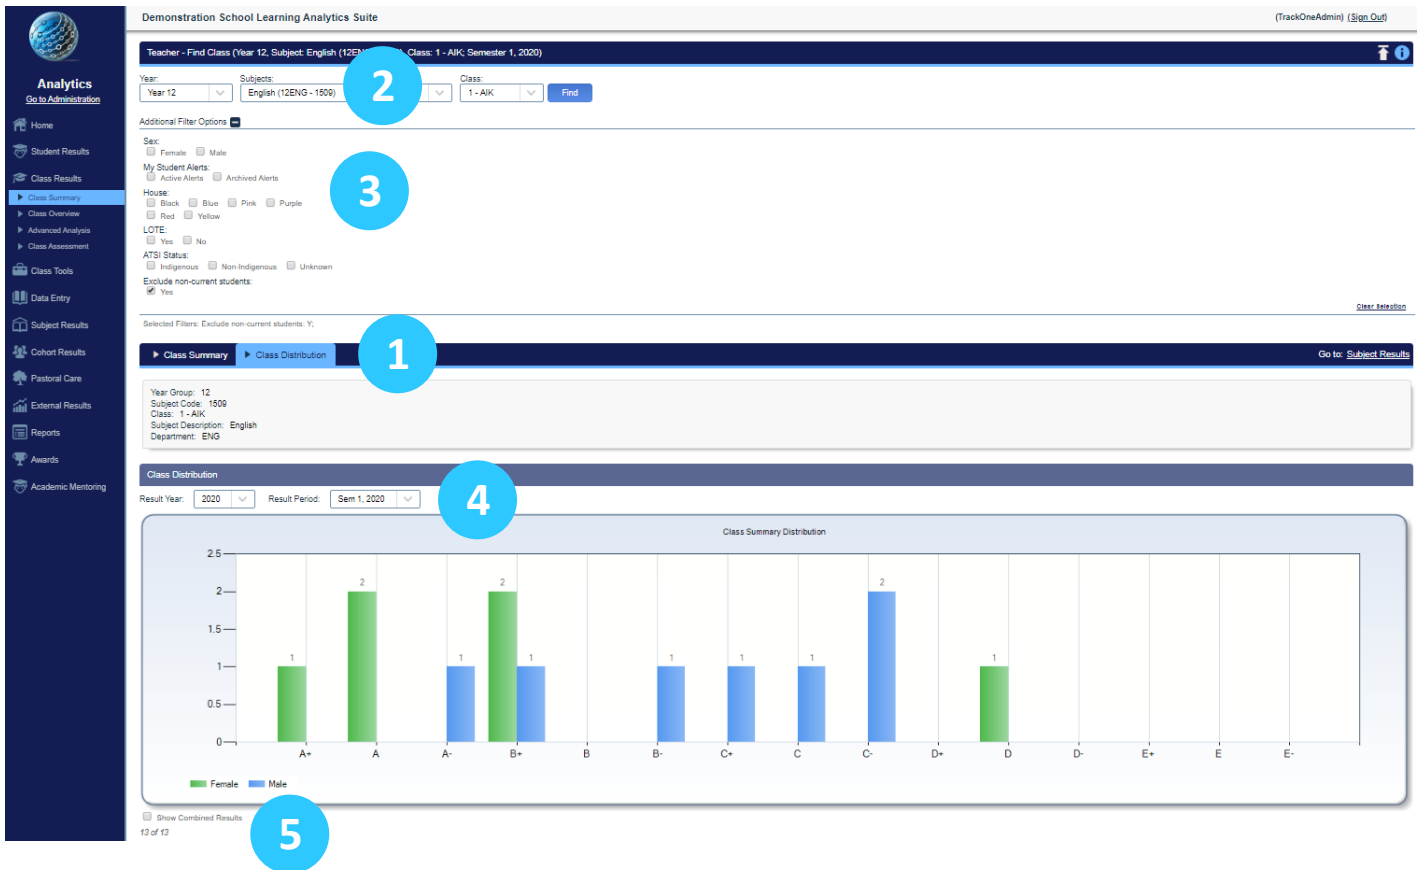 Demonstration School Learning Analytics Suite
(TrackOneAdmin) (Sign Out)
Analytics
Go to Administration
Home
Student Results
Class Results
Class Summary
Class Overview
Advanced Analysis
Class Assessment
Class Tools
Data Entry
Subject Results
Cohort Results
Pastoral Care
External Results
Reports
Awards
Academic Mentoring
Teacher - Find Class (Year 12, Subject: English (12EN Class: 1 - AIK; Semester 1, 2020)
Year: Subjects: Class:
Year 12 English (12ENG - 1509) 1 - AIK Find
2
Additional Filter Options
Sex:
Female Male
My Student Alerts:
Active Alerts Archived Alerts
3
House:
Black Blue Pink Purple
Red Yellow
LOTE:
Yes No
ATSI Status:
Indigenous Non-Indigenous Unknown
Exclude non-current students:
Yes
Clear Selection
Selected Filters: Exclude non-current students: Y;
Class Summary Class Distribution 1 Go to: Subject Results
Year Group: 12
Subject Code: 1509
Class: 1 - AIK
Subject Description: English
Department: ENG
Class Distribution
Result Year: 2020 Result Period: Sem 1, 2020 4
Class Summary Distribution
2.5
2
1.5
1
0.5
0
1 2 1 2 1 1 1 1 2 1
A+ A A- B+ B B- C+ C C- D+ D D- E+ E E-
Female Male
Show Combined Results
13 of 13
5